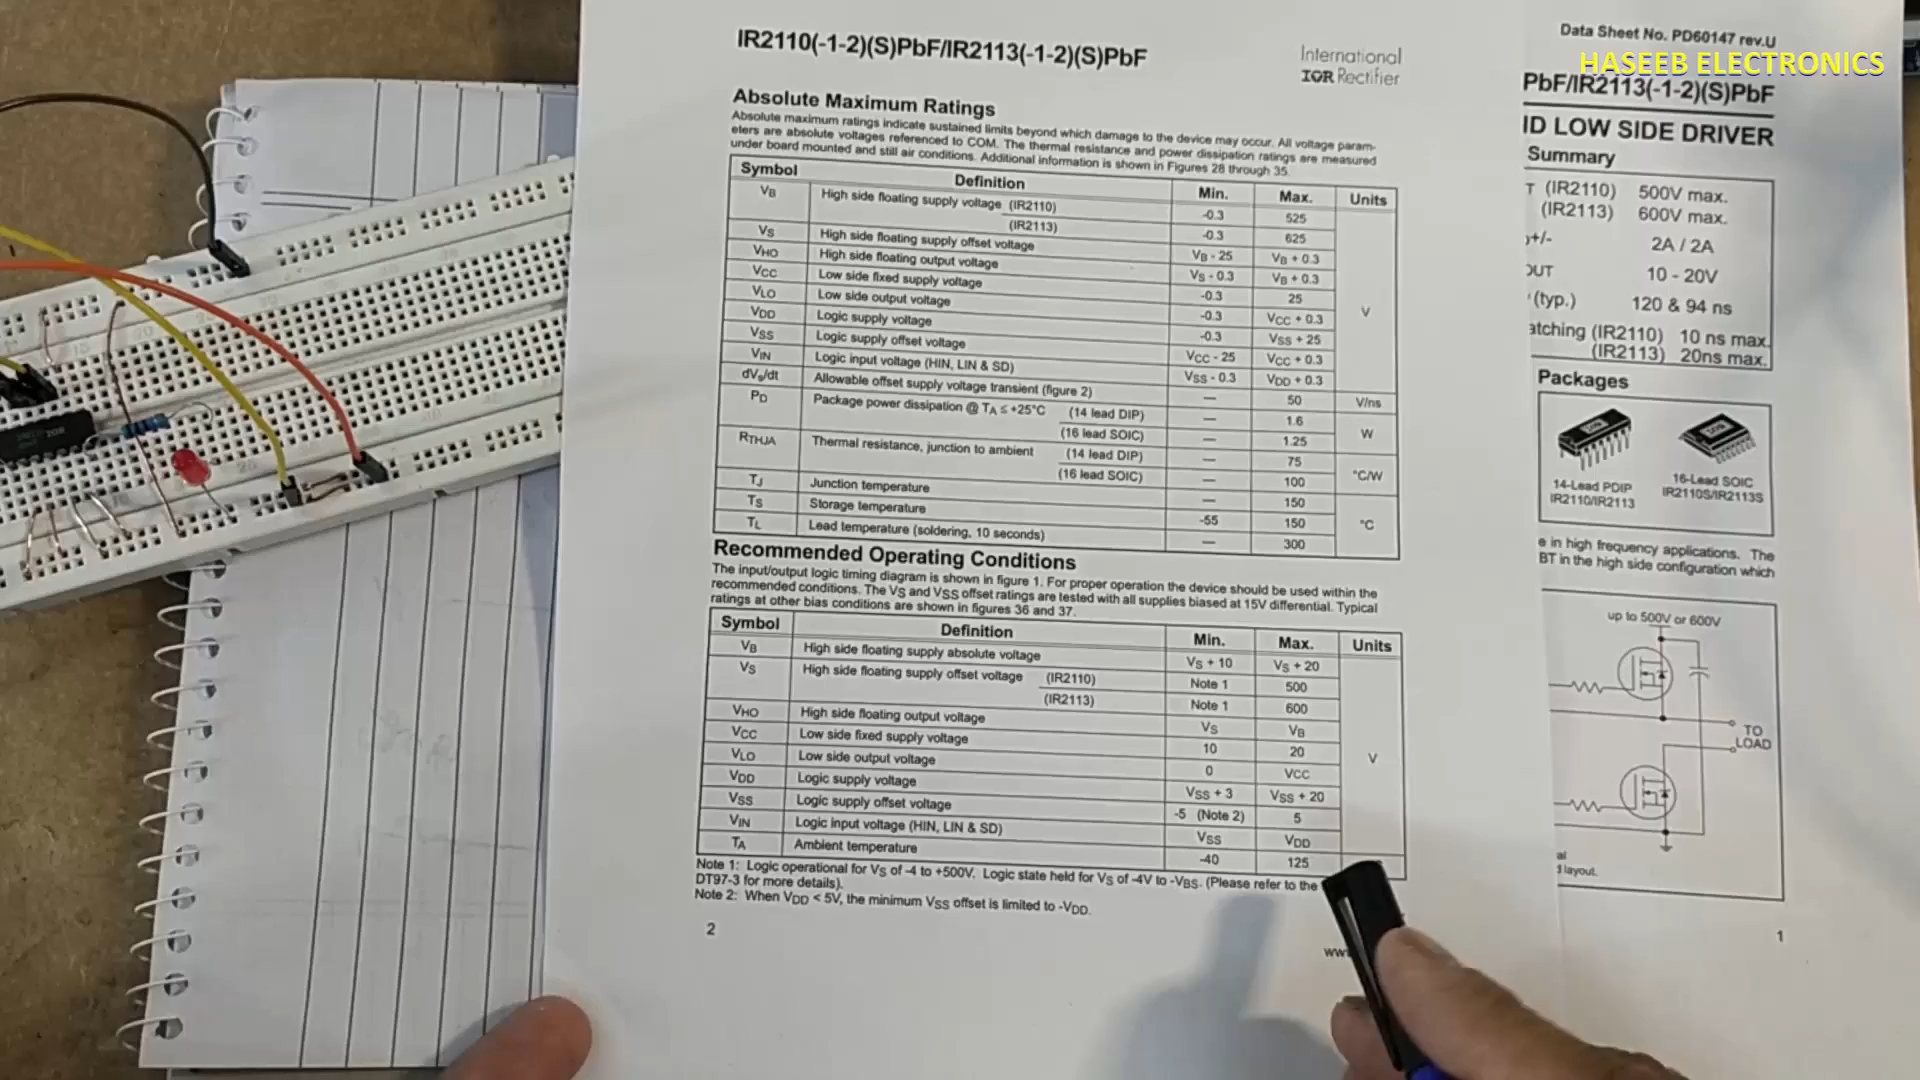 HASEEB ELECTRONICS
IR2110(-1-2)(S)PbF/IR2113(-1-2)(S)PbF
International
IOR Rectifier
Absolute Maximum Ratings
Absolute maximum ratings indicate sustained limits beyond which damage to the device may occur. All voltage param-
eters are absolute voltages referenced to COM. The thermal resistance and power dissipation ratings are measured
under board mounted and still air conditions. Additional information is shown in Figures 28 through 35.
Symbol Definition Min. Max. Units
VB High side floating supply voltage (IR2110) -0.3 525
(IR2113) -0.3 625
VS High side floating supply offset voltage VB - 25 VB + 0.3
VHO High side floating output voltage VS - 0.3 VB + 0.3
VCC Low side fixed supply voltage -0.3 25
VLO Low side output voltage -0.3 VCC + 0.3 V
VDD Logic supply voltage -0.3 VSS + 25
VSS Logic supply offset voltage VCC - 25 VCC + 0.3
VIN Logic input voltage (HIN, LIN & SD) VSS - 0.3 VDD + 0.3
dVs/dt Allowable offset supply voltage transient (figure 2) — 50 V/ns
PD Package power dissipation @ TA ≤ +25°C (14 lead DIP) — 1.6 W
(16 lead SOIC) — 1.25
RTHJA Thermal resistance, junction to ambient (14 lead DIP) — 75 °C/W
(16 lead SOIC) — 100
TJ Junction temperature — 150
TS Storage temperature -55 150 °C
TL Lead temperature (soldering, 10 seconds) — 300
Recommended Operating Conditions
The input/output logic timing diagram is shown in figure 1. For proper operation the device should be used within the
recommended conditions. The VS and VSS offset ratings are tested with all supplies biased at 15V differential. Typical
ratings at other bias conditions are shown in figures 36 and 37.
Symbol Definition Min. Max. Units
VB High side floating supply absolute voltage VS + 10 VS + 20
VS High side floating supply offset voltage (IR2110) Note 1 500
(IR2113) Note 1 600
VHO High side floating output voltage VS VB
VCC Low side fixed supply voltage 10 20 V
VLO Low side output voltage 0 VCC
VDD Logic supply voltage VSS + 3 VSS + 20
VSS Logic supply offset voltage -5 (Note 2) 5
VIN Logic input voltage (HIN, LIN & SD) VSS VDD
TA Ambient temperature -40 125
Note 1: Logic operational for VS of -4 to +500V. Logic state held for VS of -4V to -VBS. (Please refer to the
DT97-3 for more details).
Note 2: When VDD < 5V, the minimum VSS offset is limited to -VDD.
2
ww
Data Sheet No. PD60147 rev.U
PbF/IR2113(-1-2)(S)PbF
ID LOW SIDE DRIVER
Summary
T (IR2110) 500V max.
(IR2113) 600V max.
+/- 2A / 2A
OUT 10 - 20V
(typ.) 120 & 94 ns
atching (IR2110) 10 ns max.
(IR2113) 20ns max.
Packages
14-Lead PDIP
IR2110/IR2113
16-Lead SOIC
IR2110S/IR2113S
e in high frequency applications. The
BT in the high side configuration which
up to 500V or 600V
TO
LOAD
al
layout.
1